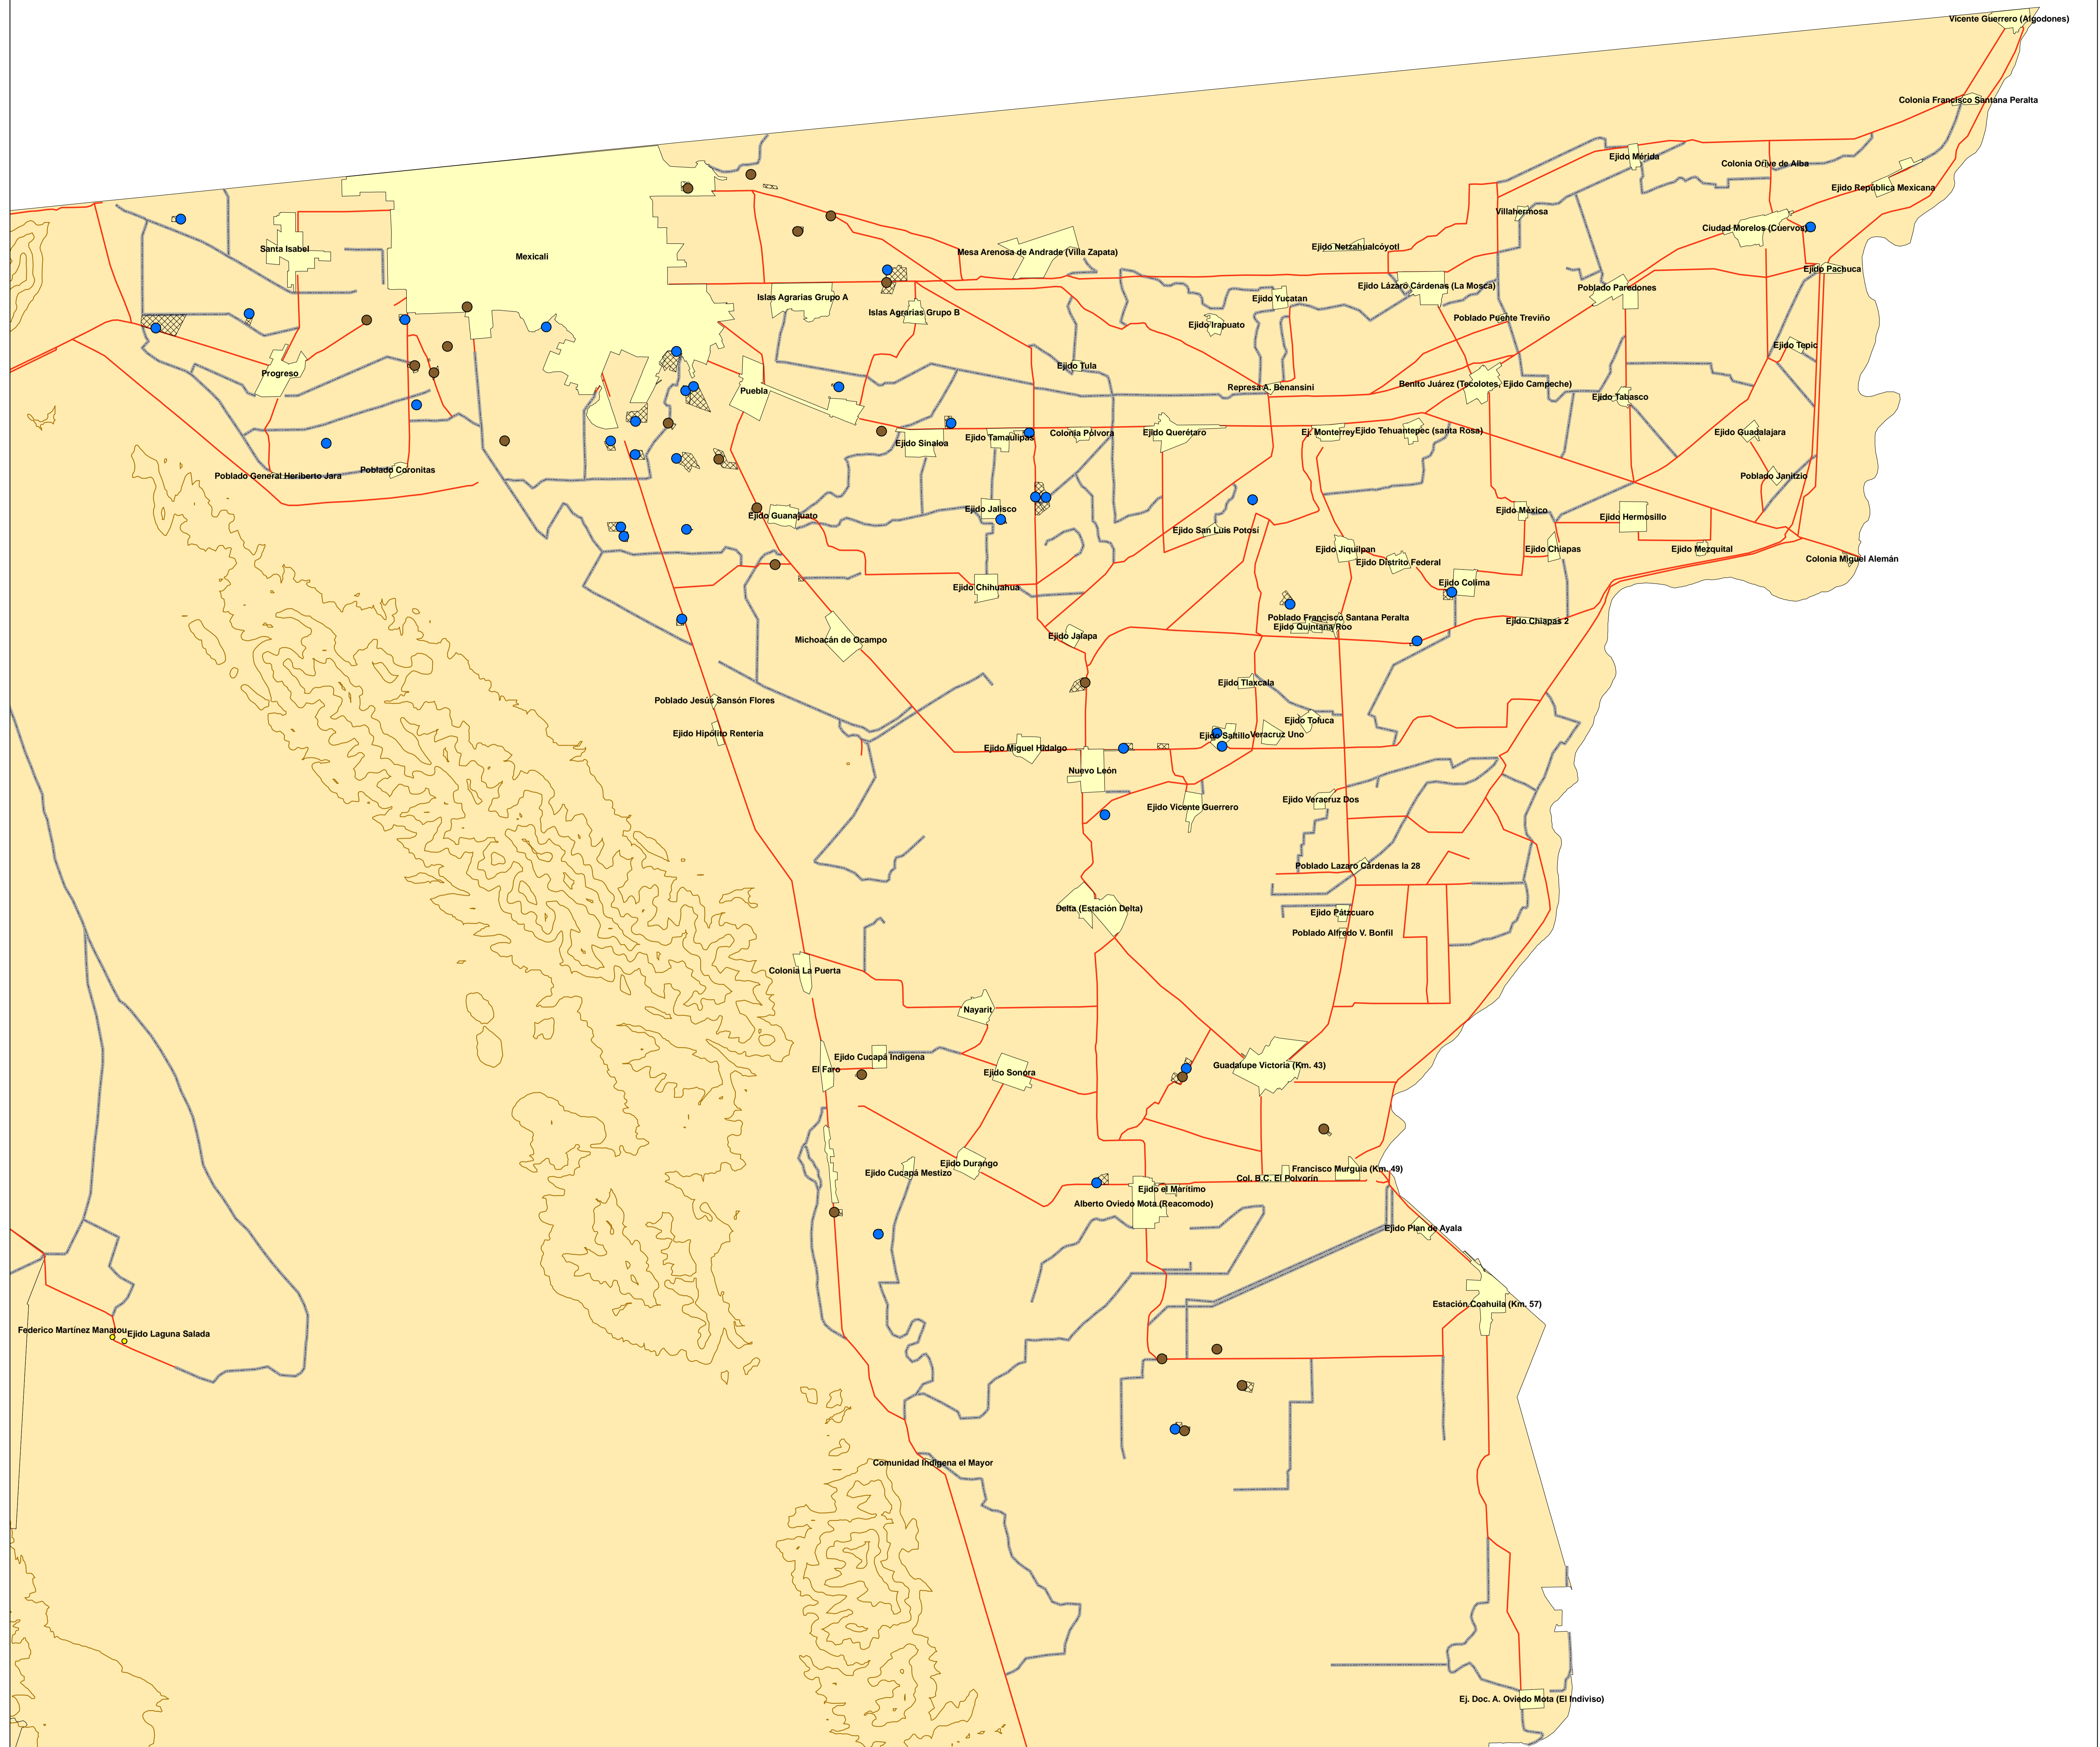 Vicente Guerrero (Algodones)
Colonia Francisco Santana Peralta
Ejido Mérida
Colonia Orive de Alba
Ejido República Mexicana
Villahermosa
Ciudad Morelos (Cuervos)
Santa Isabel
Mexicali
Mesa Arenosa de Andrade (Villa Zapata)
Ejido Netzahualcóyotl
Ejido Pachuca
Ejido Lázaro Cárdenas (La Mosca)
Poblado Paredones
Islas Agrarias Grupo A
Ejido Yucatan
Islas Agrarias Grupo B
Poblado Puente Treviño
Ejido Irapuato
Ejido Tepic
Ejido Tula
Progreso
Benito Juárez (Tecolotes, Ejido Campeche)
Represa A. Benansini
Puebla
Ejido Tabasco
Ejido Sinaloa
Ejido Tamaulipas
Colonia Pólvora
Ejido Querétaro
Ej. Monterrey
Ejido Tehuantepec (santa Rosa)
Ejido Guadalajara
Poblado Coronitas
Poblado General Heriberto Jara
Poblado Janitzio
Ejido Jalisco
Ejido México
Ejido Guanajuato
Ejido Hermosillo
Ejido San Luis Potosí
Ejido Jiquilpan
Ejido Chiapas
Ejido Mezquital
Colonia Miguel Alemán
Ejido Distrito Federal
Ejido Colima
Ejido Chihuahua
Poblado Francisco Santana Peralta
Ejido Chiapas 2
Ejido Quintana Roo
Ejido Jalapa
Michoacán de Ocampo
Ejido Tlaxcala
Poblado Jesús Sansón Flores
Ejido Toluca
Ejido Hipólito Renteria
Ejido Saltillo
Veracruz Uno
Ejido Miguel Hidalgo
Nuevo León
Ejido Veracruz Dos
Ejido Vicente Guerrero
Poblado Lazaro Cárdenas la 28
Delta (Estación Delta)
Ejido Pátzcuaro
Poblado Alfredo V. Bonfil
Colonia La Puerta
Nayarit
Ejido Cucapá Indígena
El Faro
Ejido Sonora
Guadalupe Victoria (Km. 43)
Ejido Durango
Ejido Cucapá Mestizo
Francisco Murguia (Km. 49)
Col. B.C. El Polvorín
Ejido el Marítimo
Alberto Oviedo Mota (Reacomodo)
Ejido Plan de Ayala
Estación Coahuila (Km. 57)
Federico Martínez Manatou
Ejido Laguna Salada
Comunidad Indígena el Mayor
Ej. Doc. A. Oviedo Mota (El Indiviso)